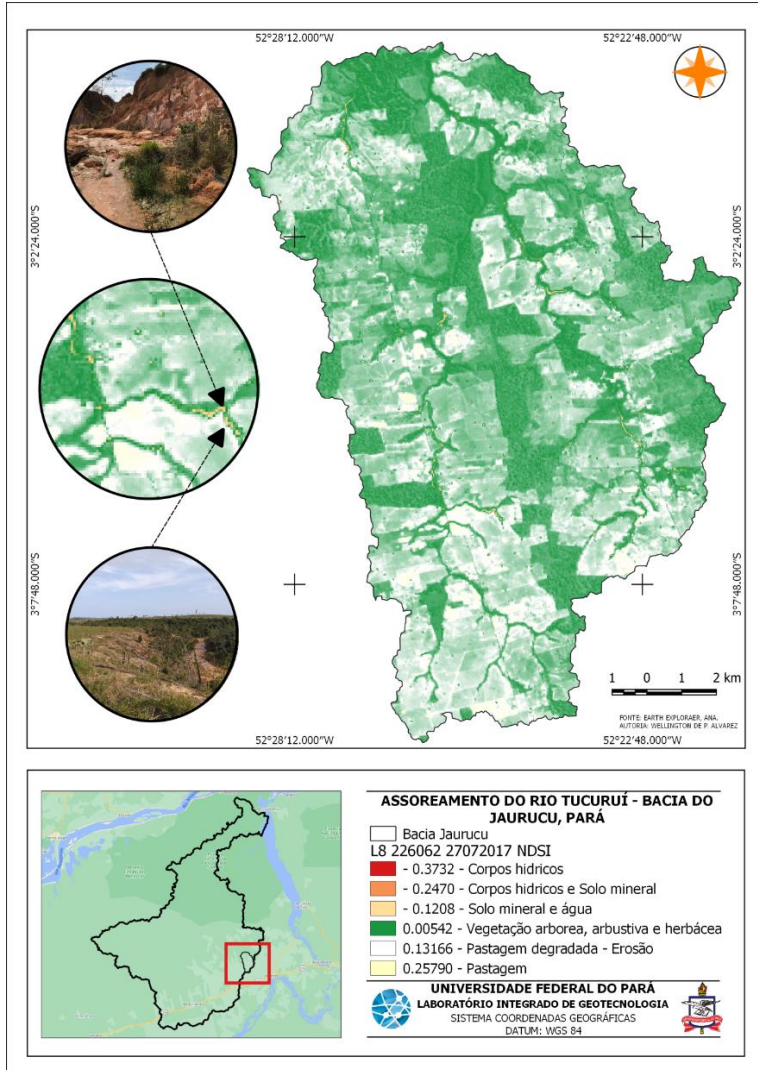 52°28'12.000"W
52°22'48.000"W
3°2'24.000"S
3°2'24.000"S
3°7'48.000"S
3°7'48.000"S
1 0 1 2 km
FONTE: EARTH EXPLORAER, ANA.
AUTORIA: WELLINGTON DE P. ALVAREZ
52°28'12.000"W
52°22'48.000"W
ASSOREAMENTO DO RIO TUCURUÍ - BACIA DO
JAURUCU, PARÁ
Bacia Jaurucu
L8 226062 27072017 NDSI
- 0.3732 - Corpos hidricos
- 0.2470 - Corpos hidricos e Solo mineral
- 0.1208 - Solo mineral e água
0.00542 - Vegetação arborea, arbustiva e herbácea
0.13166 - Pastagem degradada - Erosão
0.25790 - Pastagem
UNIVERSIDADE FEDERAL DO PARÁ
LABORATÓRIO INTEGRADO DE GEOTECNOLOGIA
SISTEMA COORDENADAS GEOGRÁFICAS
DATUM: WGS 84